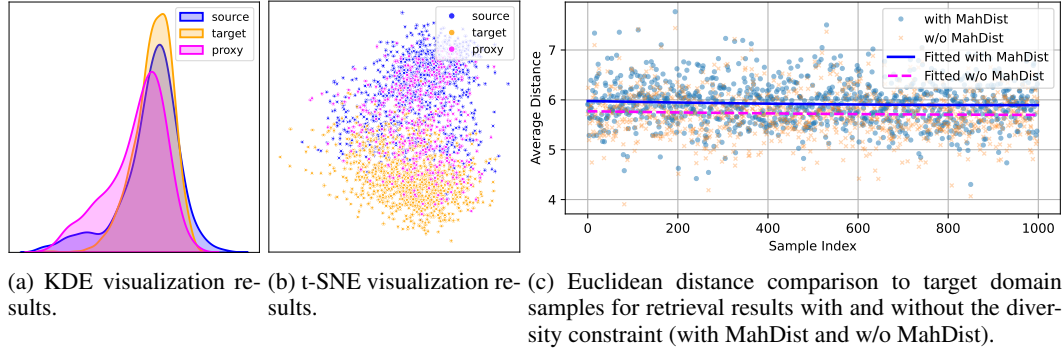 source
target
proxy
source
target
proxy
with MahDist
w/o MahDist
Fitted with MahDist
Fitted w/o MahDist
Average Distance
7
6
5
4
0
200
400
600
800
1000
Sample Index
(a) KDE visualization re-
sults.
(b) t-SNE visualization re-
sults.
(c) Euclidean distance comparison to target domain
samples for retrieval results with and without the diver-
sity constraint (with MahDist and w/o MahDist).